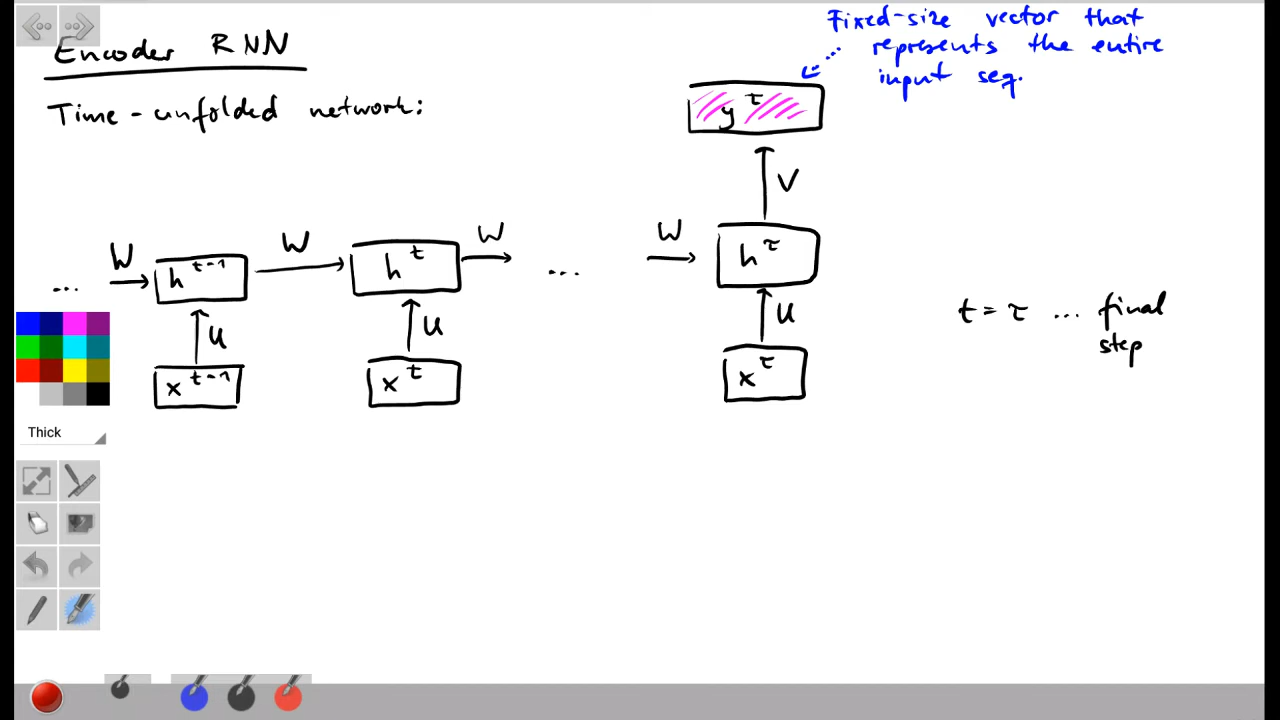 Encoder RNN
Fixed-size vector that
represents the entire
input seq.
Time-unfolded network:
y^τ
V
... W h^{t-1} W h^t W ... W h^τ
t = τ ... final
step
U U U
x^{t-1} x^t x^τ
Thick